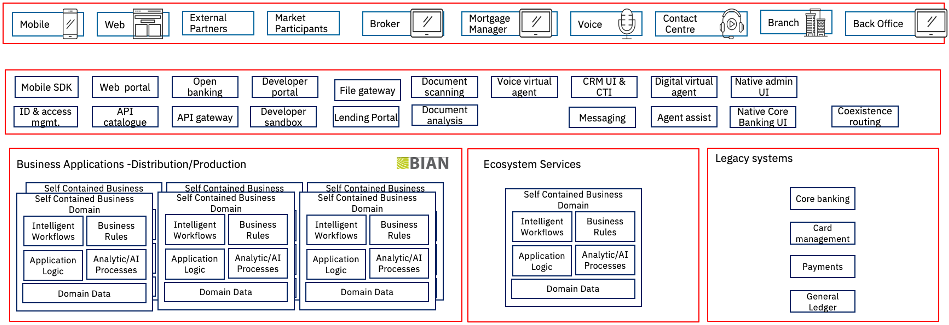 Mobile
Web
External
Partners
Market
Participants
Broker
Mortgage
Manager
Voice
Contact
Centre
Branch
Back Office
Mobile SDK
Web portal
Open
banking
Developer
portal
File gateway
Document
scanning
Voice virtual
agent
CRM UI &
CTI
Digital virtual
agent
Native admin
UI
ID & access
mgmt.
API
catalogue
API gateway
Developer
sandbox
Lending Portal
Document
analysis
Messaging
Agent assist
Native Core
Banking UI
Coexistence
routing
Business Applications -Distribution/Production
BIAN
Self Contained Business
Self Contained Business
Self Contained Business
Self Contained Business
Domain
Intelligent
Workflows
Business
Rules
Application
Logic
Analytic/AI
Processes
Domain Data
Self Contained Business
Domain
Intelligent
Workflows
Business
Rules
Application
Logic
Analytic/AI
Processes
Domain Data
Self Contained Business
Domain
Intelligent
Workflows
Business
Rules
Application
Logic
Analytic/AI
Processes
Domain Data
Ecosystem Services
Self Contained Business
Domain
Intelligent
Workflows
Business
Rules
Application
Logic
Analytic/AI
Processes
Domain Data
Legacy systems
Core banking
Card
management
Payments
General
Ledger